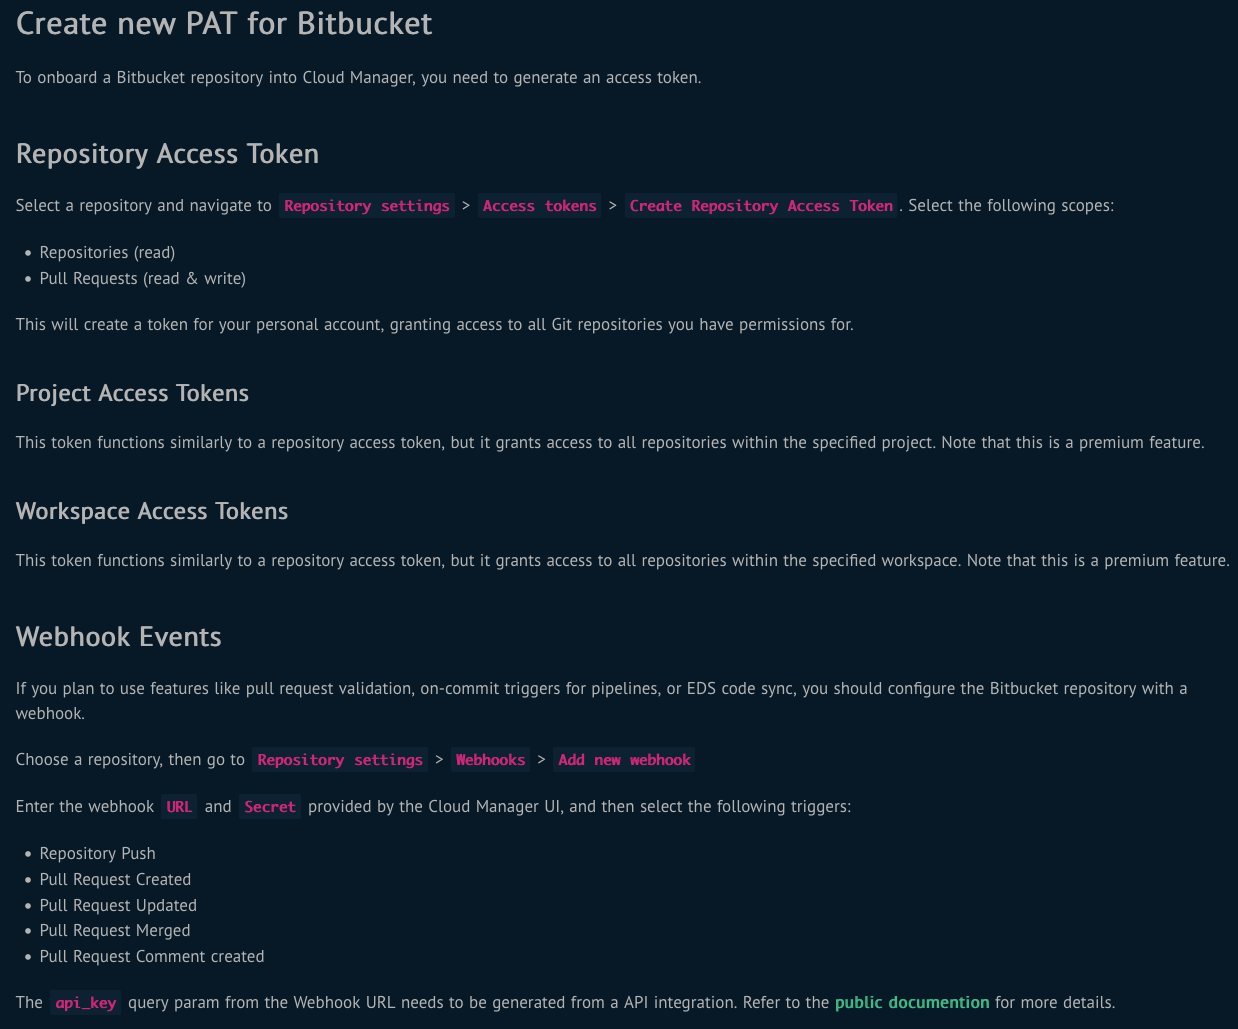 Create new PAT for Bitbucket
To onboard a Bitbucket repository into Cloud Manager, you need to generate an access token.
Repository Access Token
Select a repository and navigate to Repository settings > Access tokens > Create Repository Access Token . Select the following scopes:
• Repositories (read)
• Pull Requests (read & write)
This will create a token for your personal account, granting access to all Git repositories you have permissions for.
Project Access Tokens
This token functions similarly to a repository access token, but it grants access to all repositories within the specified project. Note that this is a premium feature.
Workspace Access Tokens
This token functions similarly to a repository access token, but it grants access to all repositories within the specified workspace. Note that this is a premium feature.
Webhook Events
If you plan to use features like pull request validation, on-commit triggers for pipelines, or EDS code sync, you should configure the Bitbucket repository with a
webhook.
Choose a repository, then go to Repository settings > Webhooks > Add new webhook
Enter the webhook URL and Secret provided by the Cloud Manager UI, and then select the following triggers:
• Repository Push
• Pull Request Created
• Pull Request Updated
• Pull Request Merged
• Pull Request Comment created
The api_key query param from the Webhook URL needs to be generated from a API integration. Refer to the public documention for more details.